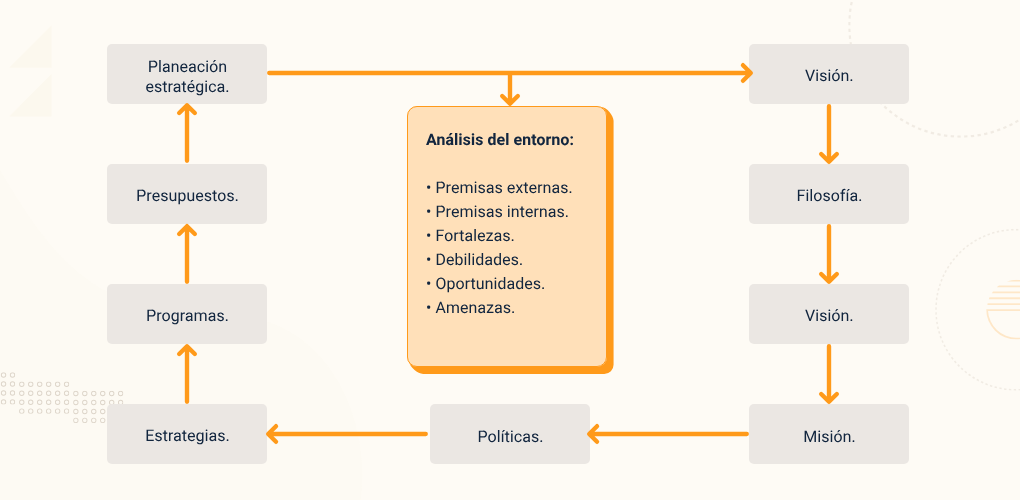 Planeación
estratégica.
Visión.
Análisis del entorno:
• Premisas externas.
• Premisas internas.
• Fortalezas.
• Debilidades.
• Oportunidades.
• Amenazas.
Presupuestos.
Filosofía.
Programas.
Visión.
Estrategias.
Políticas.
Misión.